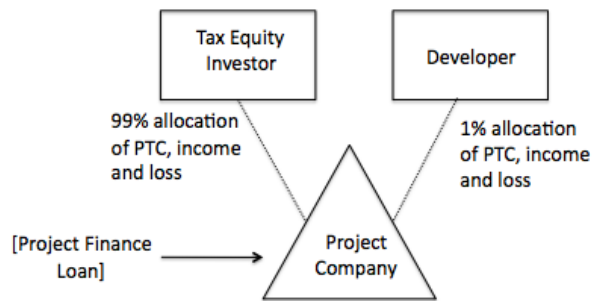 Tax Equity
Investor
Developer
99% allocation
of PTC, income
and loss
1% allocation
of PTC, income
and loss
[Project Finance
Loan]
Project
Company